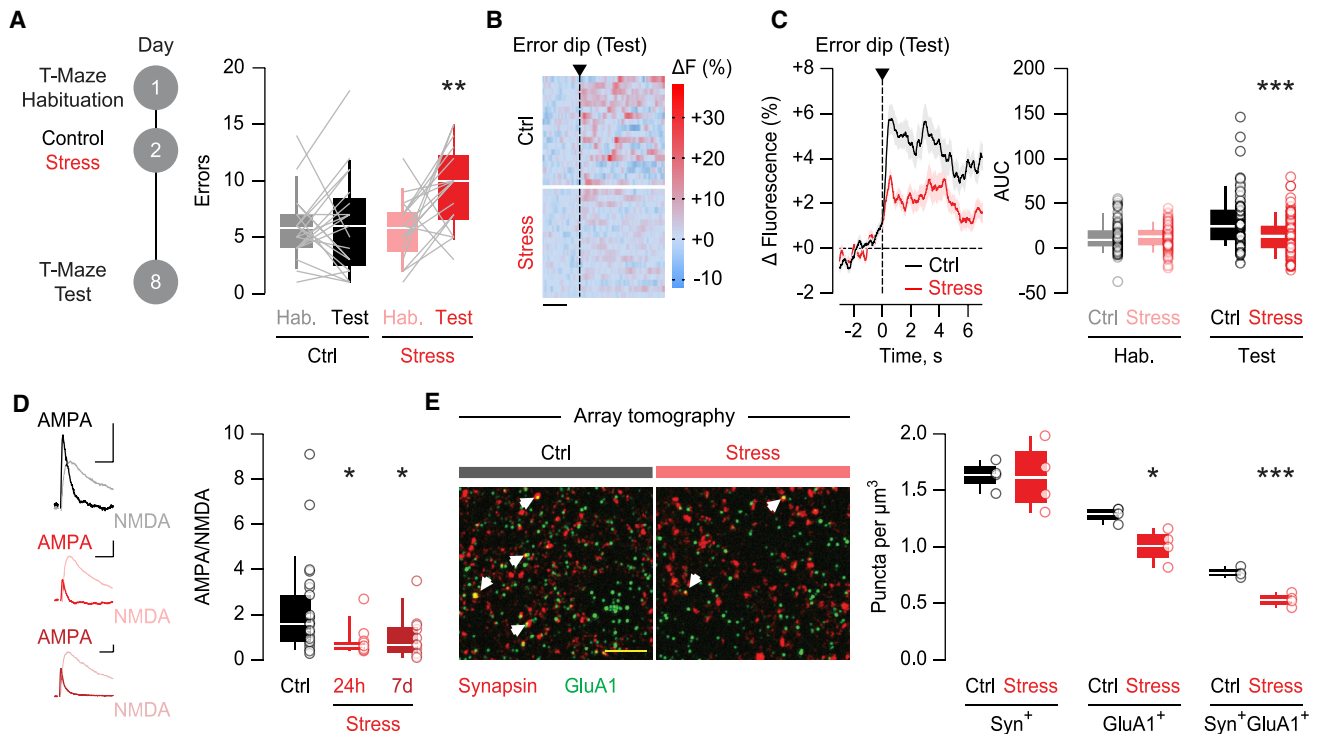 A
Day
T-Maze
Habituation
1
Control
Stress
2
T-Maze
Test
8
Errors
20
15
10
5
0
**
Hab. Test Hab. Test
Ctrl Stress
B
Error dip (Test)
Ctrl
Stress
ΔF (%)
+30
+20
+10
+0
-10
C
Error dip (Test)
Δ Fluorescence (%)
+8
+6
+4
+2
+0
-2
Ctrl
Stress
-2 0 2 4 6
Time, s
AUC
200
150
100
50
0
-50
***
Ctrl Stress Ctrl Stress
Hab. Test
D
AMPA
NMDA
AMPA
NMDA
AMPA
NMDA
AMPA/NMDA
10
8
6
4
2
0
* *
Ctrl 24h 7d
Stress
E
Array tomography
Ctrl Stress
Synapsin GluA1
Puncta per μm³
2.0
1.5
1.0
0.5
0.0
*
***
Ctrl Stress Ctrl Stress Ctrl Stress
Syn⁺ GluA1⁺ Syn⁺GluA1⁺